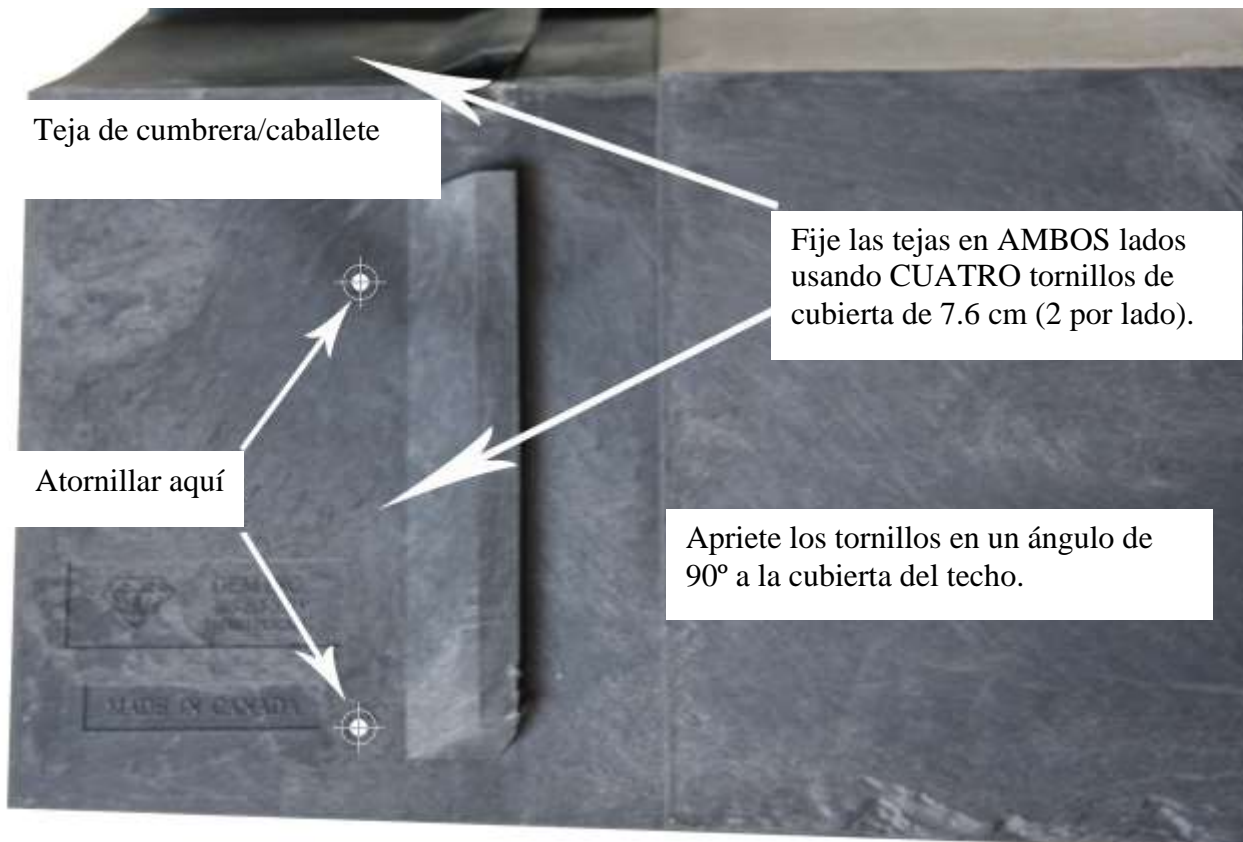 Teja de cumbrera/caballete
Fije las tejas en AMBOS lados
usando CUATRO tornillos de
cubierta de 7.6 cm (2 por lado).
Atornillar aquí
Apriete los tornillos en un ángulo de
90º a la cubierta del techo.
MADE IN CANADA